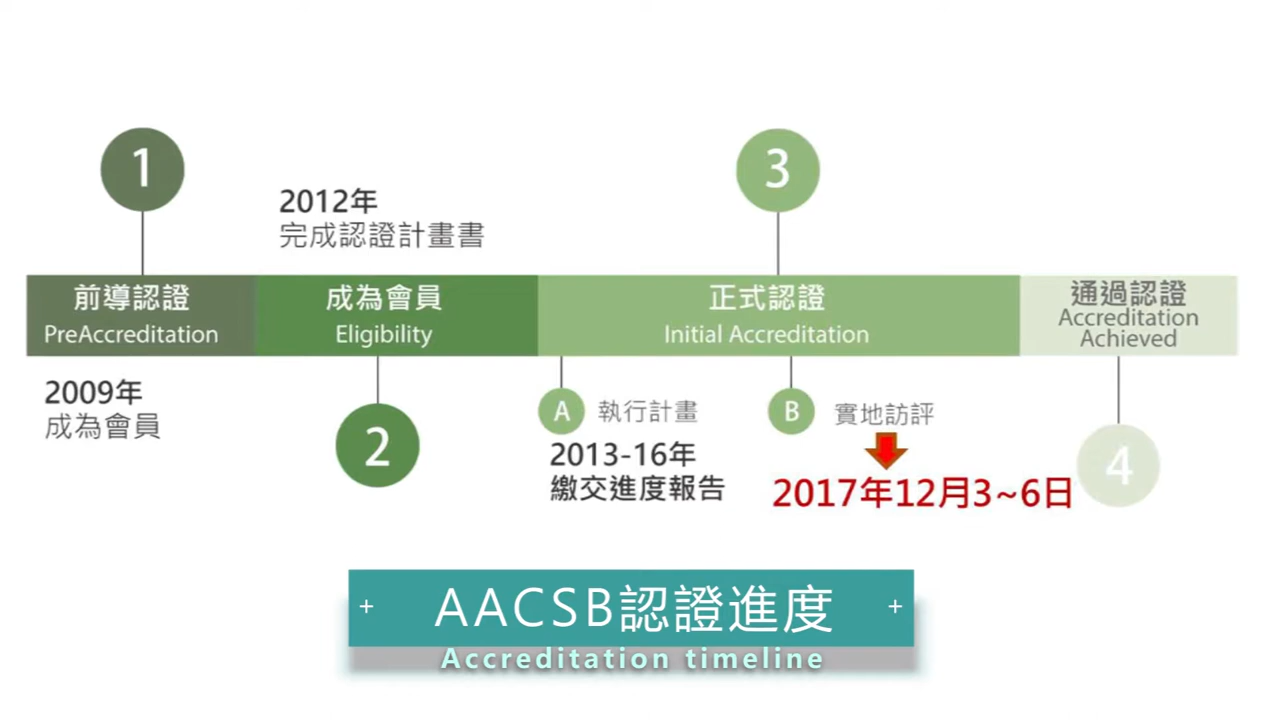 1
3
2012年
完成認證計畫書
前導認證
PreAccreditation
成為會員
Eligibility
正式認證
Initial Accreditation
通過認證
Accreditation
Achieved
2009年
成為會員
2
A 執行計畫
2013-16年
繳交進度報告
B 實地訪評
2017年12月3~6日
4
+ AACSB認證進度 +
Accreditation timeline